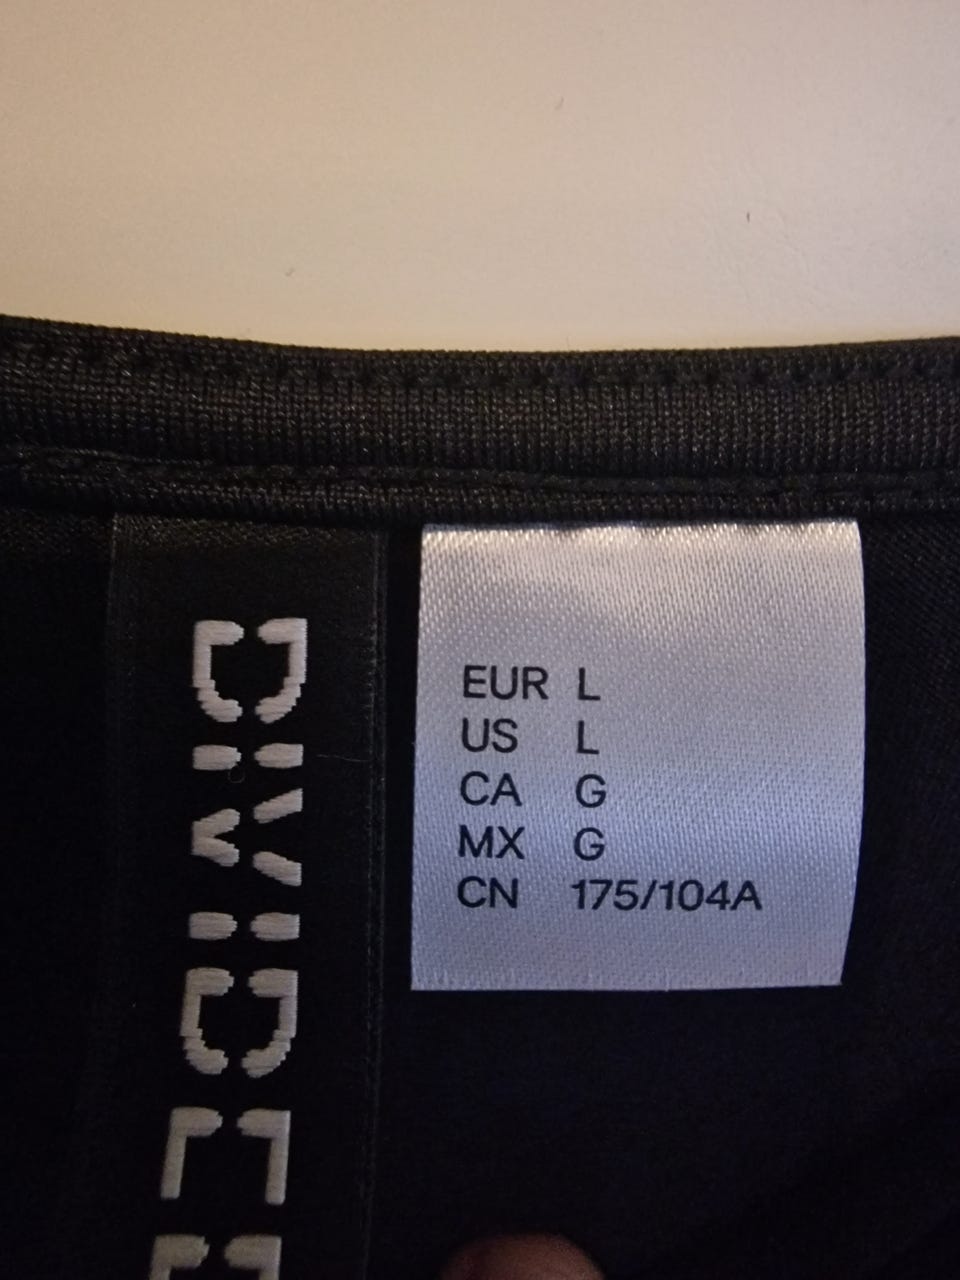 DIVIDED
EUR L
US L
CA G
MX G
CN 175/104A